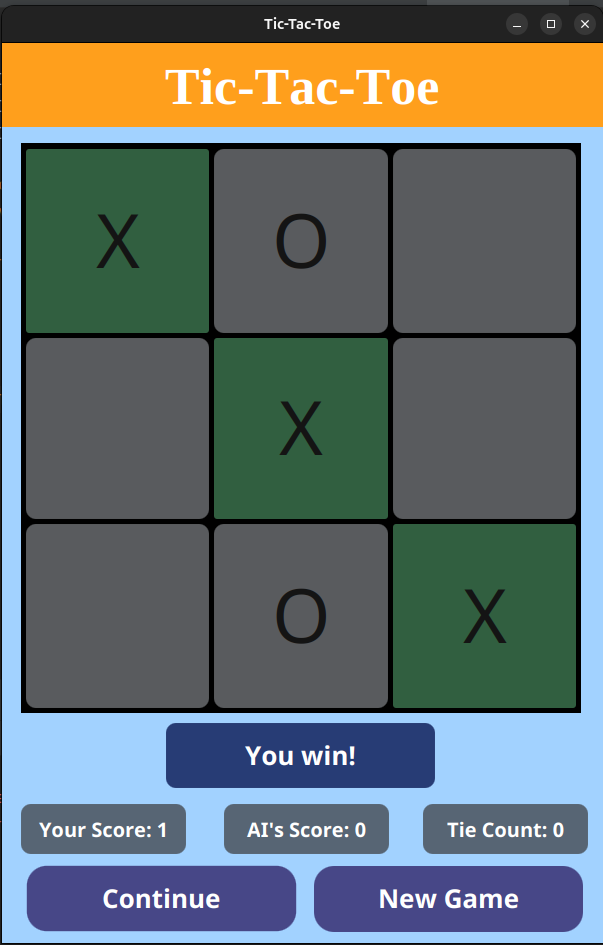 Tic-Tac-Toe
Tic-Tac-Toe
X O
X
O X
You win!
Your Score: 1 AI's Score: 0 Tie Count: 0
Continue New Game